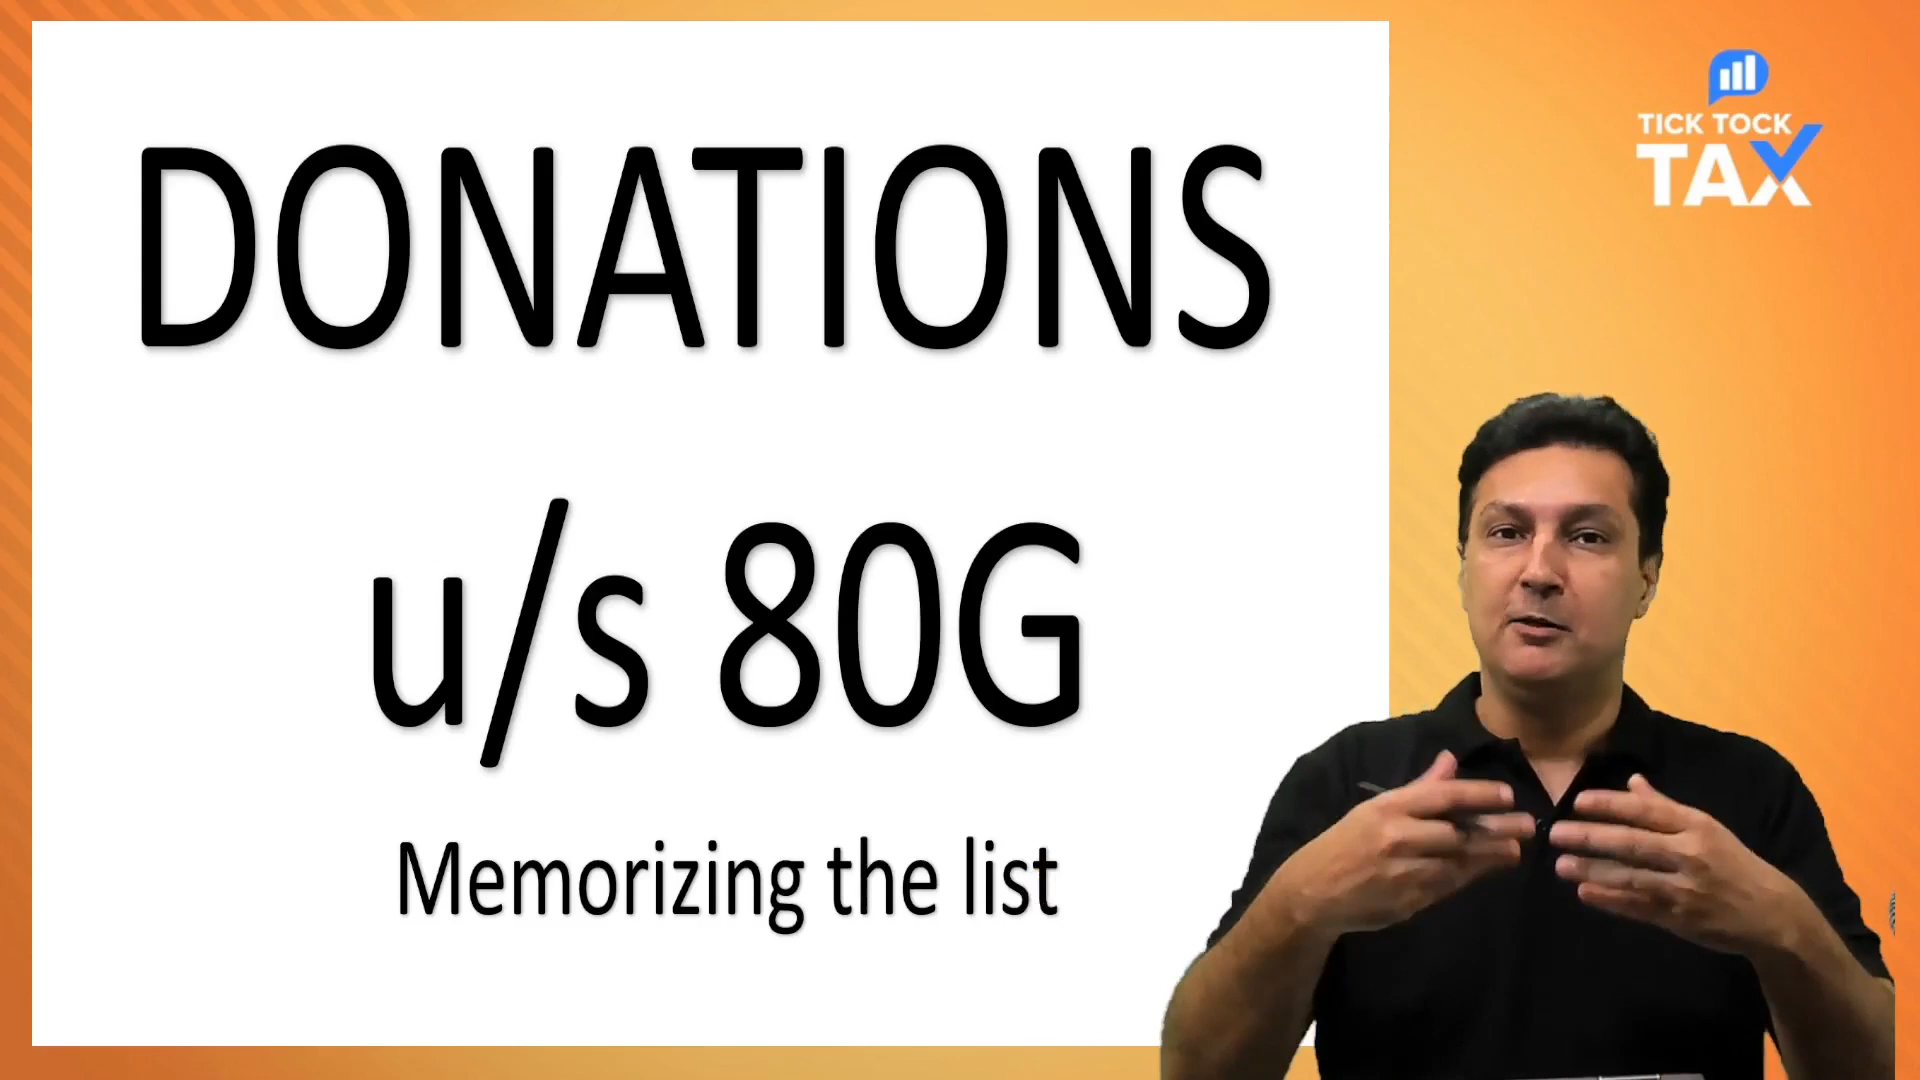 DONATIONS
u/s 80G
Memorizing the list
TICK TOCK
TAX